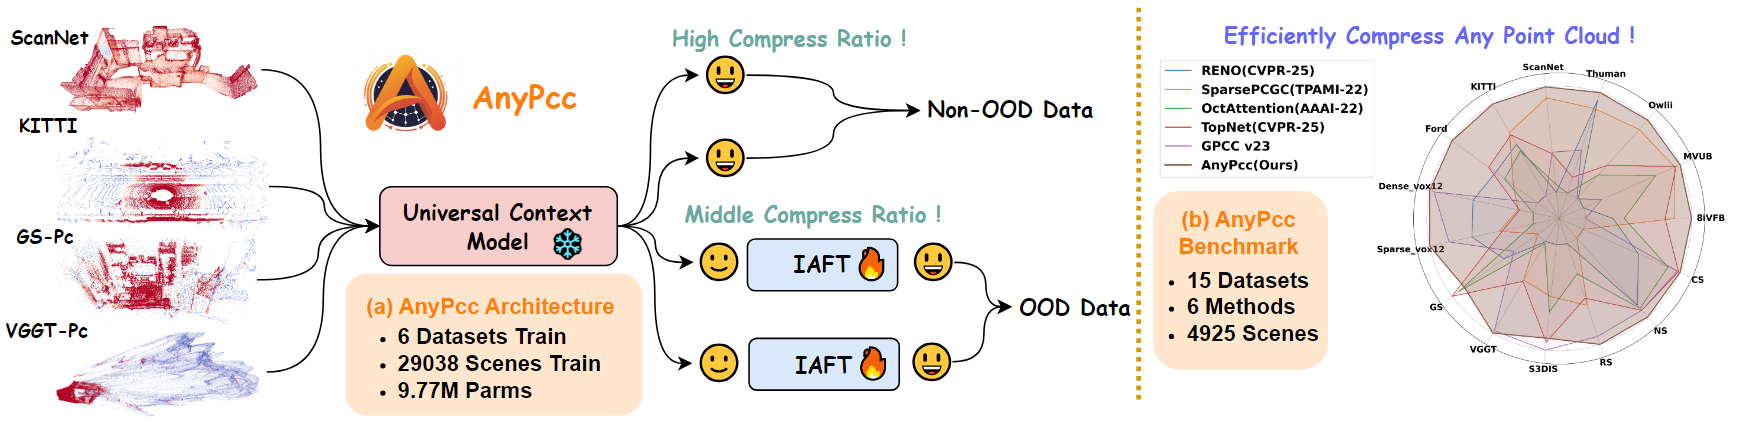 ScanNet
KITTI
GS-Pc
VGGT-Pc
AnyPcc
Universal Context
Model
(a) AnyPcc Architecture
• 6 Datasets Train
• 29038 Scenes Train
• 9.77M Parms
High Compress Ratio !
Non-OOD Data
Middle Compress Ratio !
IAFT
IAFT
OOD Data
Efficiently Compress Any Point Cloud !
RENO(CVPR-25)
SparsePCGC(TPAMI-22)
OctAttention(AAAI-22)
TopNet(CVPR-25)
GPCC v23
AnyPcc(Ours)
(b) AnyPcc
Benchmark
• 15 Datasets
• 6 Methods
• 4925 Scenes
ScanNet
Thuman
Owlii
MVUB
8iVFB
CS
NS
RS
S3DIS
VGGT
GS
Sparse_vox12
Dense_vox12
Ford
KITTI